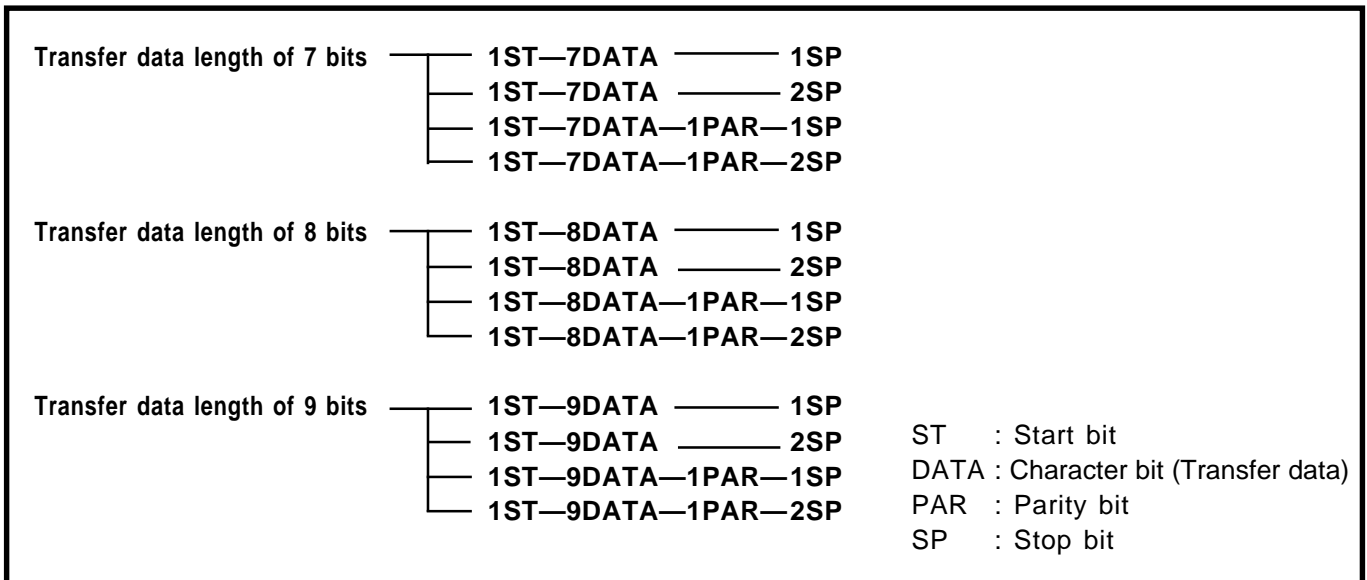 Transfer data length of 7 bits 1ST—7DATA 1SP
1ST—7DATA 2SP
1ST—7DATA—1PAR—1SP
1ST—7DATA—1PAR—2SP
Transfer data length of 8 bits 1ST—8DATA 1SP
1ST—8DATA 2SP
1ST—8DATA—1PAR—1SP
1ST—8DATA—1PAR—2SP
Transfer data length of 9 bits 1ST—9DATA 1SP
1ST—9DATA 2SP
1ST—9DATA—1PAR—1SP
1ST—9DATA—1PAR—2SP
ST : Start bit
DATA : Character bit (Transfer data)
PAR : Parity bit
SP : Stop bit